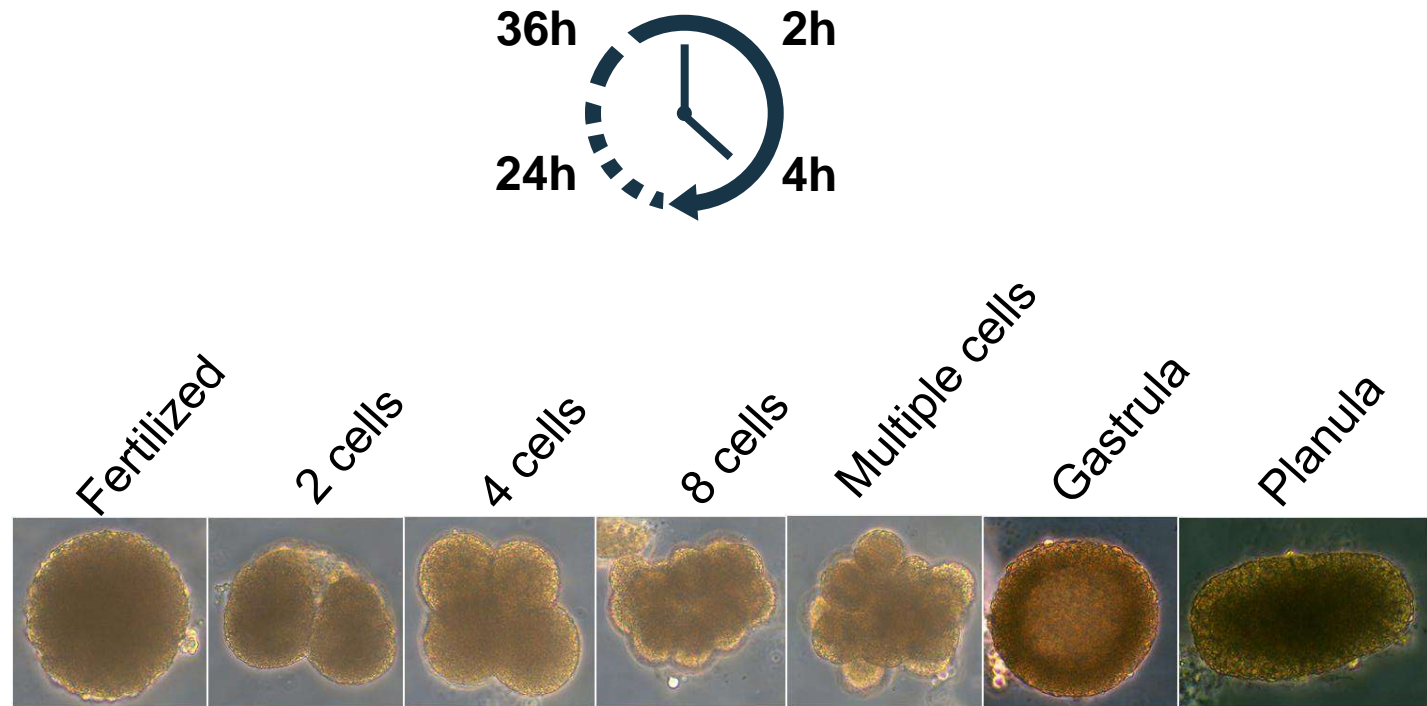 36h
2h
24h
4h
Fertilized
2 cells
4 cells
8 cells
Multiple cells
Gastrula
Planula